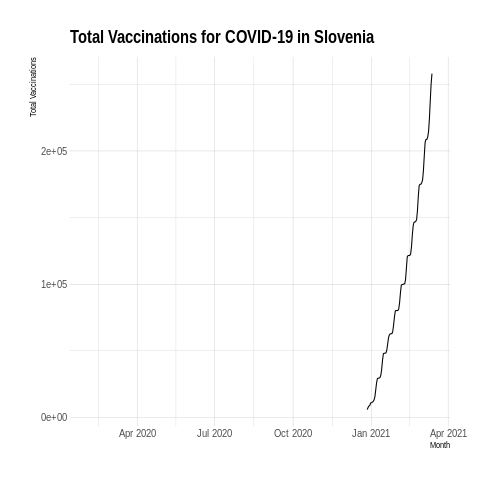 Total Vaccinations for COVID-19 in Slovenia
Total Vaccinations
2e+05
1e+05
0e+00
Apr 2020 Jul 2020 Oct 2020 Jan 2021 Apr 2021
Month